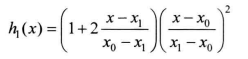 h₁(x) = (1 + 2 (x − x₁)/(x₀ − x₁)) ((x − x₀)/(x₁ − x₀))²